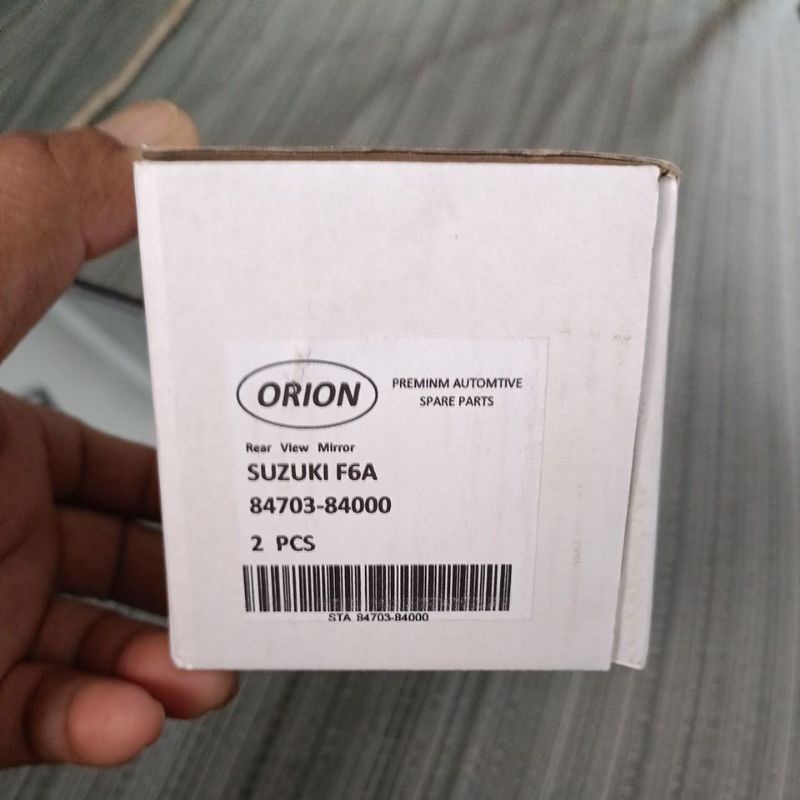 ORION
PREMINM AUTOMTIVE
SPARE PARTS
Rear View Mirror
SUZUKI F6A
84703-84000
2 PCS
STA 84703-84000